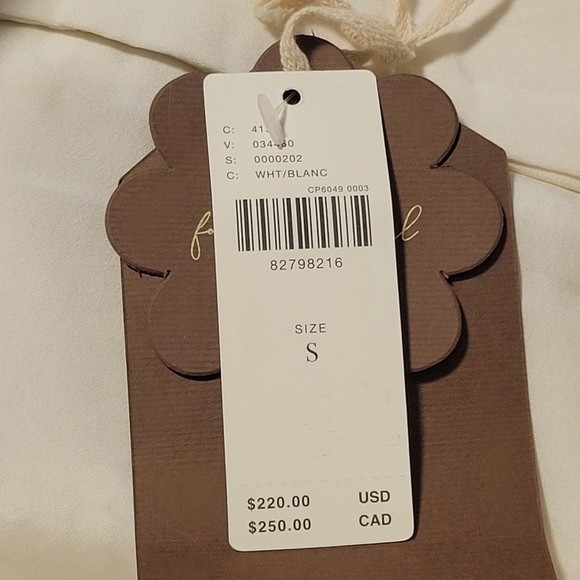 C:
V:
S: 0000202
C: WHT/BLANC
CP6049 0003
82798216
SIZE
S
$220.00 USD
$250.00 CAD